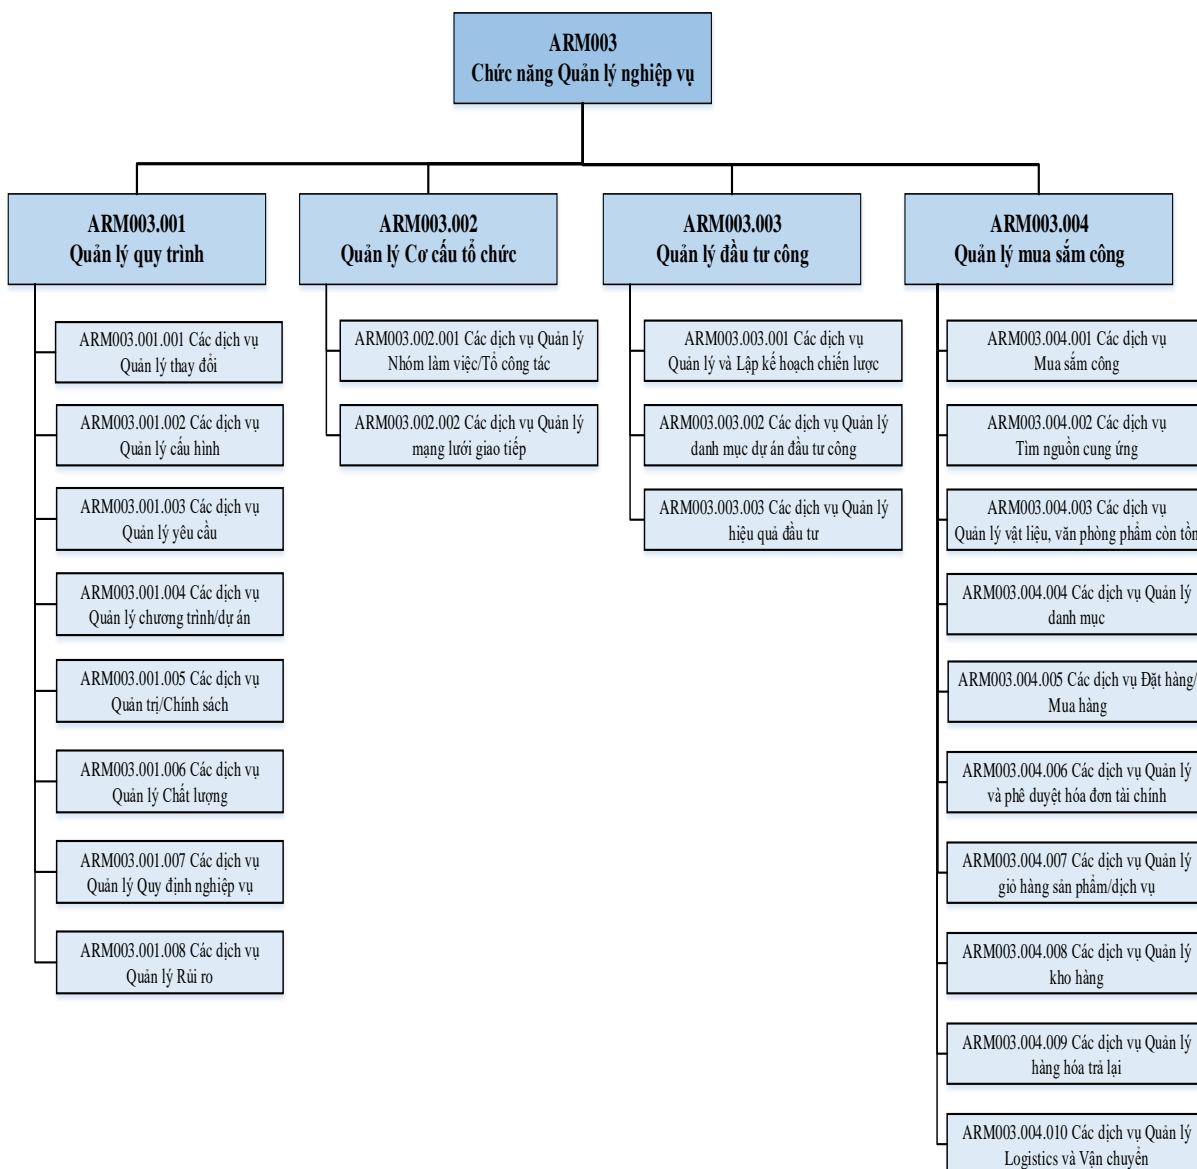 ARM003
Chức năng Quản lý nghiệp vụ
ARM003.001
Quản lý quy trình
ARM003.001.001 Các dịch vụ
Quản lý thay đổi
ARM003.001.002 Các dịch vụ
Quản lý cấu hình
ARM003.001.003 Các dịch vụ
Quản lý yêu cầu
ARM003.001.004 Các dịch vụ
Quản lý chương trình/dự án
ARM003.001.005 Các dịch vụ
Quản trị/Chính sách
ARM003.001.006 Các dịch vụ
Quản lý Chất lượng
ARM003.001.007 Các dịch vụ
Quản lý Quy định nghiệp vụ
ARM003.001.008 Các dịch vụ
Quản lý Rủi ro
ARM003.002
Quản lý Cơ cấu tổ chức
ARM003.002.001 Các dịch vụ Quản lý
Nhóm làm việc/Tổ công tác
ARM003.002.002 Các dịch vụ Quản lý
mạng lưới giao tiếp
ARM003.003
Quản lý đầu tư công
ARM003.003.001 Các dịch vụ
Quản lý và Lập kế hoạch chiến lược
ARM003.003.002 Các dịch vụ Quản lý
danh mục dự án đầu tư công
ARM003.003.003 Các dịch vụ Quản lý
hiệu quả đầu tư
ARM003.004
Quản lý mua sắm công
ARM003.004.001 Các dịch vụ
Mua sắm công
ARM003.004.002 Các dịch vụ
Tìm nguồn cung ứng
ARM003.004.003 Các dịch vụ
Quản lý vật liệu, văn phòng phẩm còn tồn
ARM003.004.004 Các dịch vụ Quản lý
danh mục
ARM003.004.005 Các dịch vụ Đặt hàng/
Mua hàng
ARM003.004.006 Các dịch vụ Quản lý
và phê duyệt hóa đơn tài chính
ARM003.004.007 Các dịch vụ Quản lý
giỏ hàng sản phẩm/dịch vụ
ARM003.004.008 Các dịch vụ Quản lý
kho hàng
ARM003.004.009 Các dịch vụ Quản lý
hàng hóa trả lại
ARM003.004.010 Các dịch vụ Quản lý
Logistics và Vận chuyển